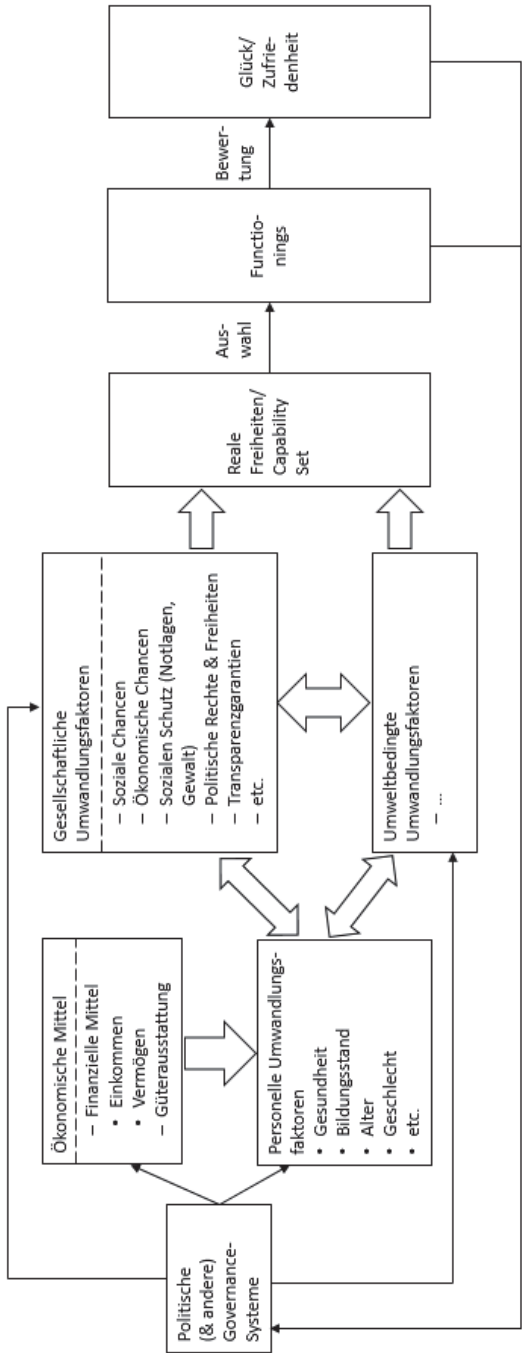 Politische
(& andere)
Governance-
Systeme
Ökonomische Mittel
– Finanzielle Mittel
• Einkommen
• Vermögen
– Güterausstattung
Personelle Umwandlungs-
faktoren
• Gesundheit
• Bildungsstand
• Alter
• Geschlecht
• etc.
Gesellschaftliche
Umwandlungsfaktoren
– Soziale Chancen
– Ökonomische Chancen
– Sozialen Schutz (Notlagen,
Gewalt)
– Politische Rechte & Freiheiten
– Transparenzgarantien
– etc.
Umweltbedingte
Umwandlungsfaktoren
– ...
Reale
Freiheiten/
Capability
Set
Aus-
wahl
Functio-
nings
Bewer-
tung
Glück/
Zufrie-
denheit